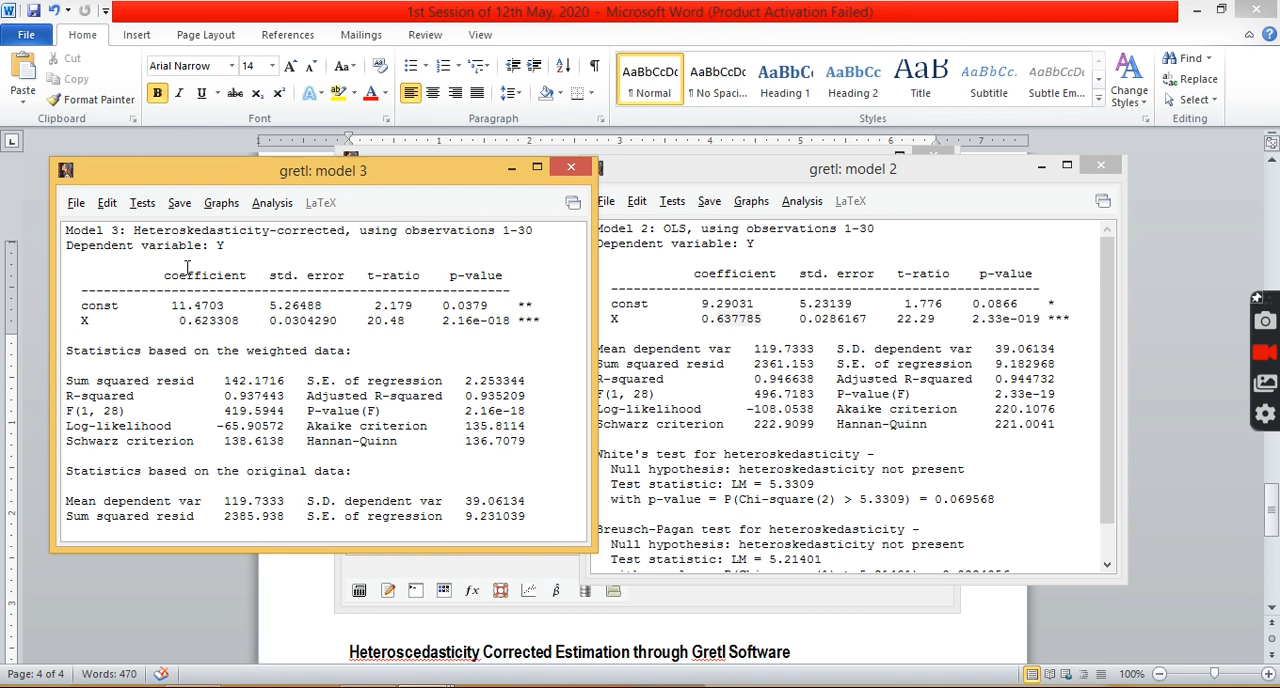 1st Session of 12th May, 2020 - Microsoft Word (Product Activation Failed)
File Home Insert Page Layout References Mailings Review View
Paste
Cut
Copy
Format Painter
Clipboard
Arial Narrow 14
Font
Paragraph
AaBbCcDc AaBbCcDc AaBbC AaBbCc AaB AaBbCc. AaBbCcDc
¶ Normal ¶ No Spaci... Heading 1 Heading 2 Title Subtitle Subtle Em...
Styles
Change
Styles
Find
Replace
Select
Editing
gretl: model 3
File Edit Tests Save Graphs Analysis LaTeX
Model 3: Heteroskedasticity-corrected, using observations 1-30
Dependent variable: Y
coefficient std. error t-ratio p-value
const 11.4703 5.26488 2.179 0.0379 **
X 0.623308 0.0304290 20.48 2.16e-018 ***
Statistics based on the weighted data:
Sum squared resid 142.1716 S.E. of regression 2.253344
R-squared 0.937443 Adjusted R-squared 0.935209
F(1, 28) 419.5944 P-value(F) 2.16e-18
Log-likelihood -65.90572 Akaike criterion 135.8114
Schwarz criterion 138.6138 Hannan-Quinn 136.7079
Statistics based on the original data:
Mean dependent var 119.7333 S.D. dependent var 39.06134
Sum squared resid 2385.938 S.E. of regression 9.231039
gretl: model 2
File Edit Tests Save Graphs Analysis LaTeX
Model 2: OLS, using observations 1-30
Dependent variable: Y
coefficient std. error t-ratio p-value
const 9.29031 5.23139 1.776 0.0866 *
X 0.637785 0.0286167 22.29 2.33e-019 ***
Mean dependent var 119.7333 S.D. dependent var 39.06134
Sum squared resid 2361.153 S.E. of regression 9.182968
R-squared 0.946638 Adjusted R-squared 0.944732
F(1, 28) 496.7183 P-value(F) 2.33e-19
Log-likelihood -108.0538 Akaike criterion 220.1076
Schwarz criterion 222.9099 Hannan-Quinn 221.0041
White's test for heteroskedasticity -
Null hypothesis: heteroskedasticity not present
Test statistic: LM = 5.3309
with p-value = P(Chi-square(2) > 5.3309) = 0.069568
Breusch-Pagan test for heteroskedasticity -
Null hypothesis: heteroskedasticity not present
Test statistic: LM = 5.21401
Heteroscedasticity Corrected Estimation through Gretl Software
Page: 4 of 4 Words: 470 100%